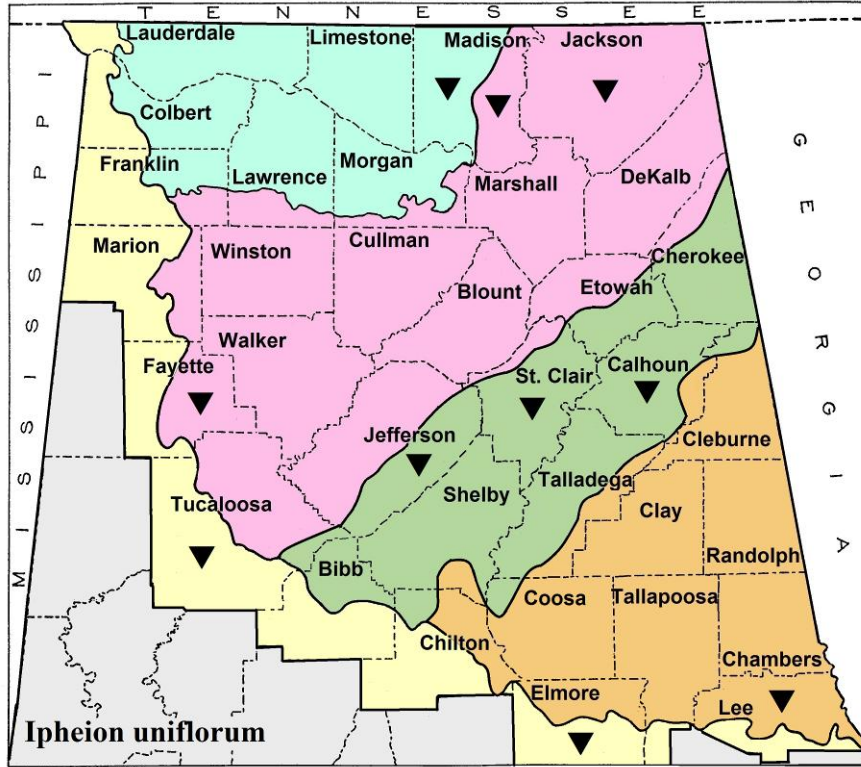 TENNESSEE
Lauderdale
Limestone
Madison
Jackson
Colbert
Franklin
Lawrence
Morgan
Marshall
DeKalb
Marion
Winston
Cullman
Cherokee
Blount
Etowah
Walker
Fayette
St. Clair
Calhoun
Jefferson
Cleburne
Tucaloosa
Shelby
Talladega
Clay
Bibb
Randolph
Coosa
Tallapoosa
Chilton
Chambers
Elmore
Lee
MISSISSIPPI
GEORGIA
Ipheion uniflorum